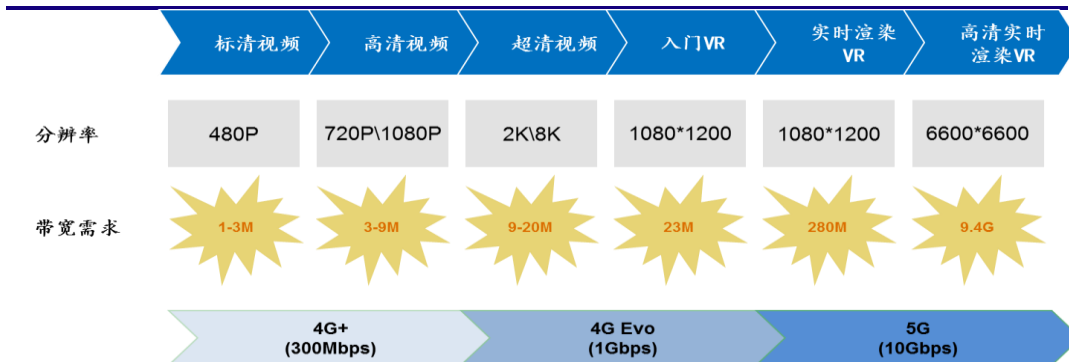 标清视频
高清视频
超清视频
入门VR
实时渲染
VR
高清实时
渲染VR
分辨率
480P
720P\1080P
2K\8K
1080*1200
1080*1200
6600*6600
带宽需求
1-3M
3-9M
9-20M
23M
280M
9.4G
4G+
(300Mbps)
4G Evo
(1Gbps)
5G
(10Gbps)